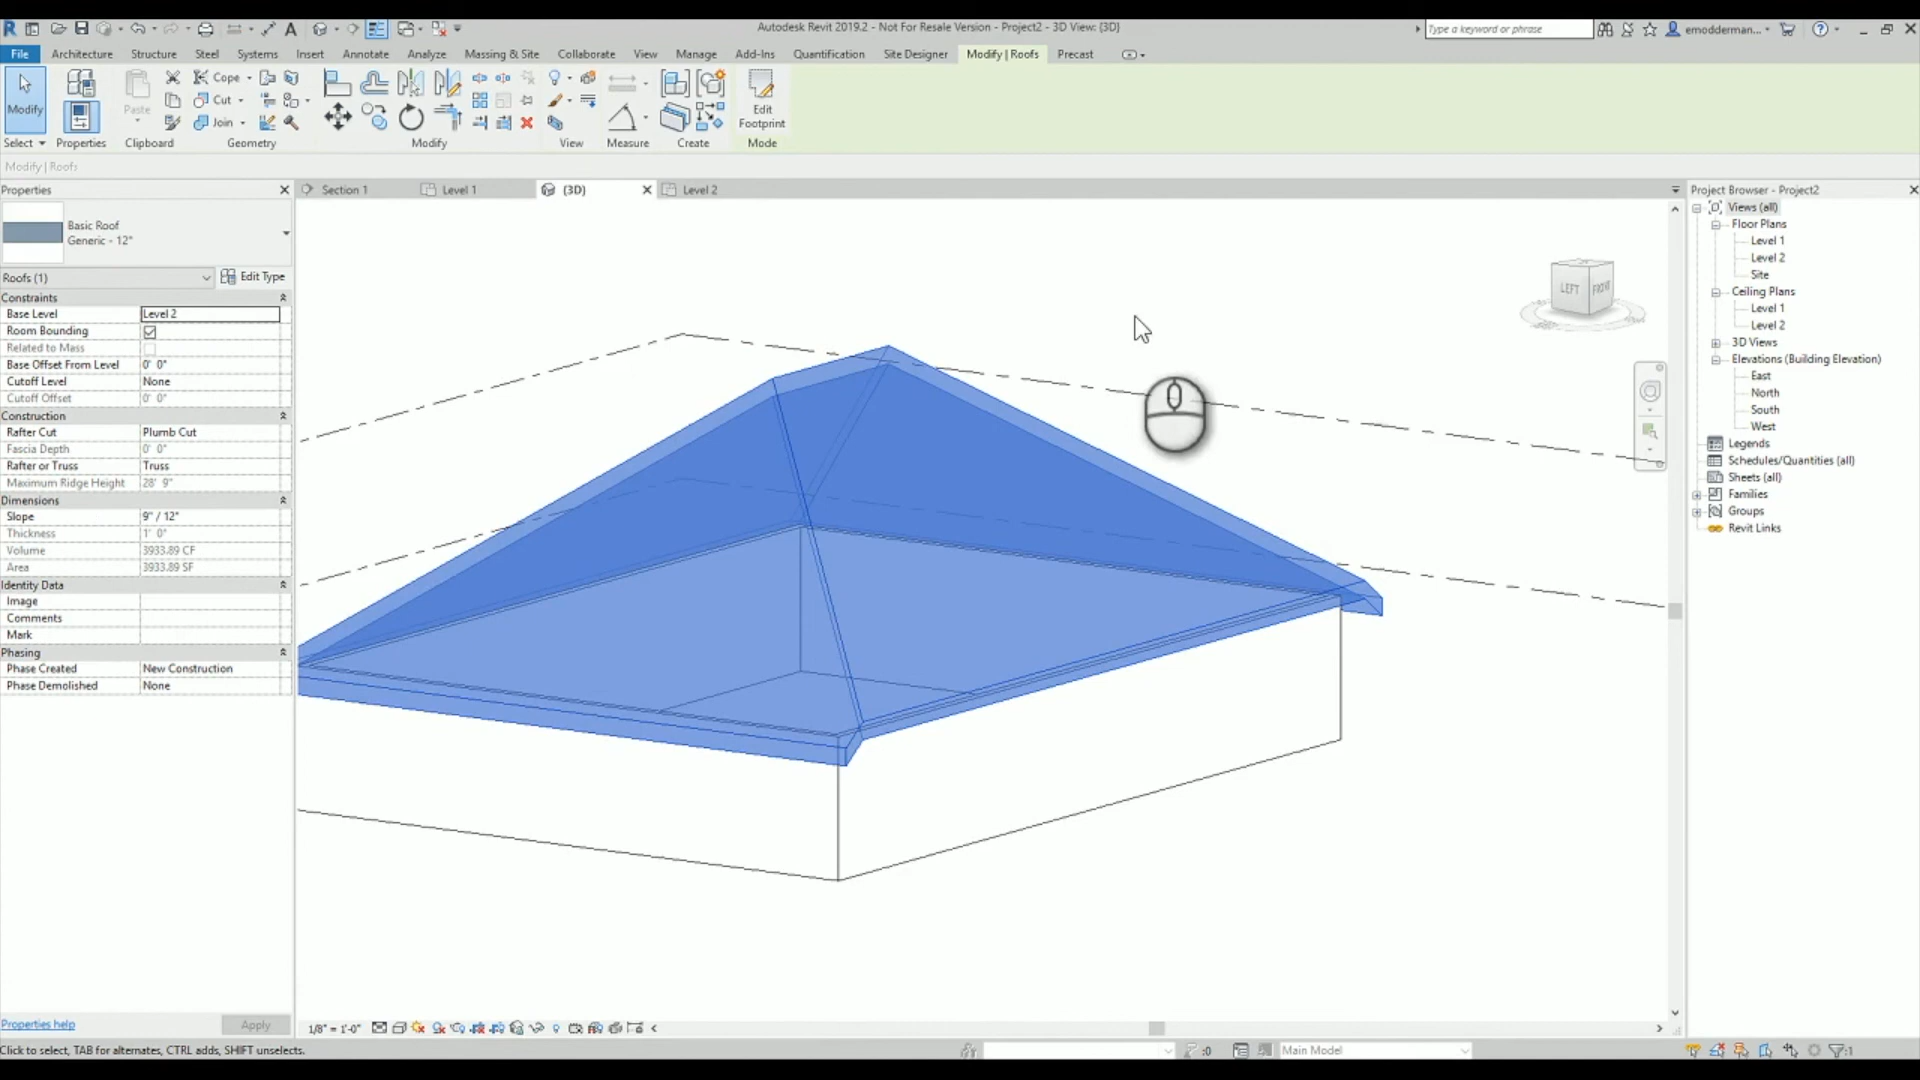 Autodesk Revit 2019.2 - Not For Resale Version - Project2 - 3D View: {3D}
Type a keyword or phrase
emodderman...
File Architecture Structure Steel Systems Insert Annotate Analyze Massing & Site Collaborate View Manage Add-Ins Quantification Site Designer Modify | Roofs Precast
Modify
Paste
Cope
Cut
Join
Edit
Footprint
Select Properties Clipboard Geometry Modify View Measure Create Mode
Modify | Roofs
Properties
Section 1 Level 1 {3D} Level 2
Project Browser - Project2
Basic Roof
Generic - 12"
Roofs (1)
Edit Type
Constraints
Base Level Level 2
Room Bounding
Related to Mass
Base Offset From Level 0' 0"
Cutoff Level None
Cutoff Offset 0' 0"
Construction
Rafter Cut Plumb Cut
Fascia Depth 0' 0"
Rafter or Truss Truss
Maximum Ridge Height 28' 9"
Dimensions
Slope 9" / 12"
Thickness 1' 0"
Volume 3933.89 CF
Area 3933.89 SF
Identity Data
Image
Comments
Mark
Phasing
Phase Created New Construction
Phase Demolished None
Properties help
Apply
LEFT FRONT
Views (all)
Floor Plans
Level 1
Level 2
Site
Ceiling Plans
Level 1
Level 2
3D Views
Elevations (Building Elevation)
East
North
South
West
Legends
Schedules/Quantities (all)
Sheets (all)
Families
Groups
Revit Links
1/8" = 1'-0"
Click to select, TAB for alternates, CTRL adds, SHIFT unselects.
:0
Main Model
:1